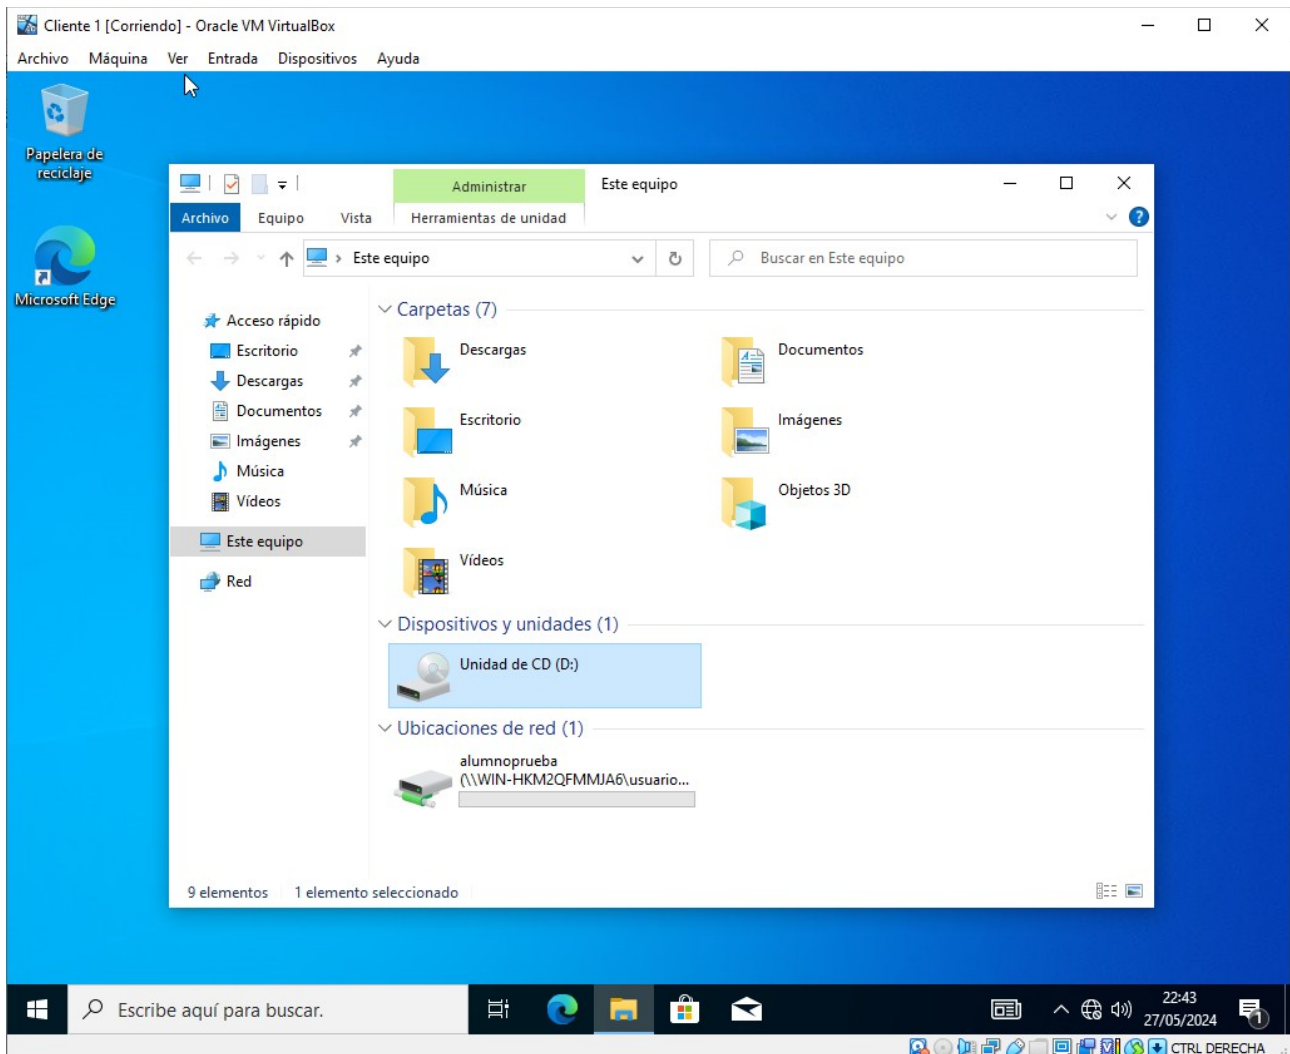 Cliente 1 [Corriendo] - Oracle VM VirtualBox
Archivo Máquina Ver Entrada Dispositivos Ayuda
Papelera de
reciclaje
Microsoft Edge
Administrar Este equipo
Archivo Equipo Vista Herramientas de unidad
Este equipo Buscar en Este equipo
Acceso rápido
Escritorio
Descargas
Documentos
Imágenes
Música
Vídeos
Este equipo
Red
Carpetas (7)
Descargas Documentos
Escritorio Imágenes
Música Objetos 3D
Vídeos
Dispositivos y unidades (1)
Unidad de CD (D:)
Ubicaciones de red (1)
alumnoprueba
(\\WIN-HKM2QFMMJA6\usuario...
9 elementos 1 elemento seleccionado
Escribe aquí para buscar.
22:43
27/05/2024
1
CTRL DERECHA